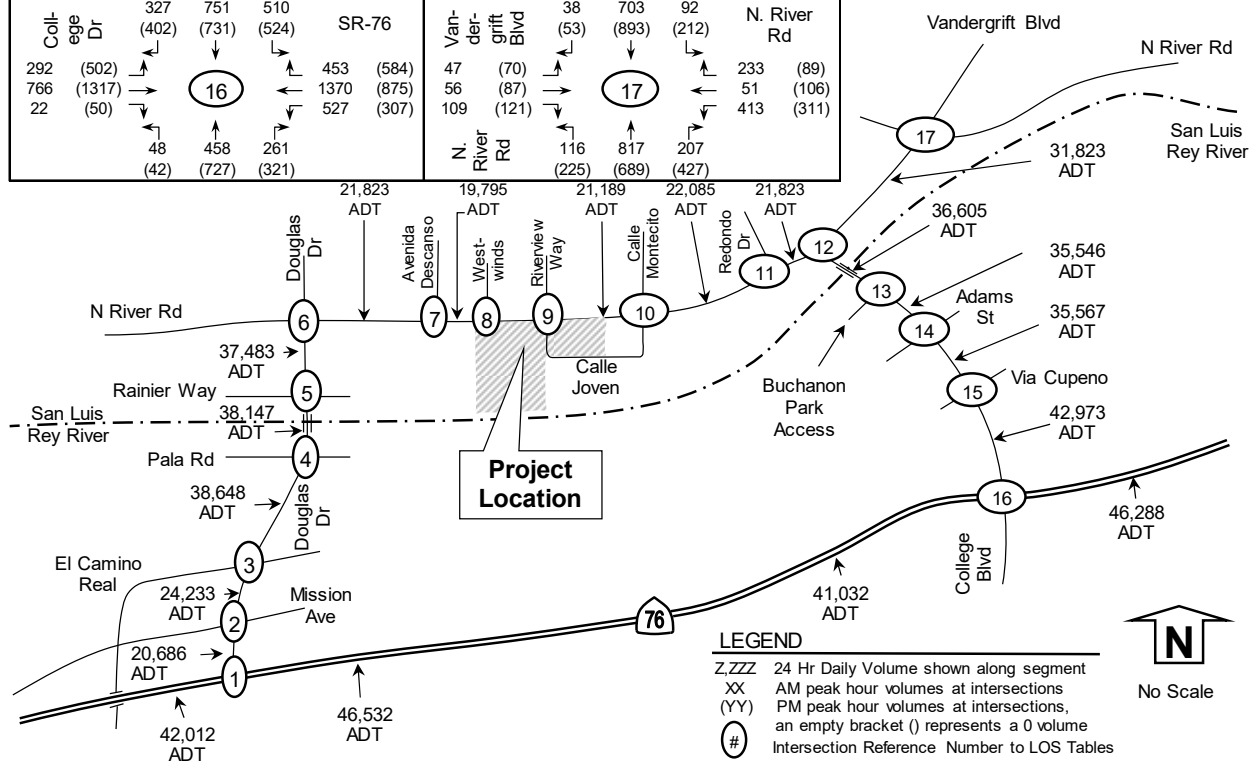 Coll-
ege
Dr
327 751 510
(402) (731) (524)
SR-76
292 (502)
766 (1317)
22 (50)
16
453 (584)
1370 (875)
527 (307)
48 458 261
(42) (727) (321)
Van-
der-
grift
Blvd
38 703 92
(53) (893) (212)
N. River
Rd
47 (70)
56 (87)
109 (121)
17
233 (89)
51 (106)
413 (311)
N.
River
Rd
116 817 207
(225) (689) (427)
Vandergrift Blvd
N River Rd
17
San Luis
Rey River
31,823
ADT
21,823
ADT
19,795
ADT
21,189
ADT
22,085
ADT
21,823
ADT
36,605
ADT
35,546
ADT
35,567
ADT
Douglas
Dr
Avenida
Descanso
West-
winds
Riverview
Way
Calle
Montecito
Redondo
Dr
N River Rd
6
7
8
9
10
11
12
13
14
15
Adams
St
37,483
ADT
Rainier Way
5
Calle
Joven
Buchanon
Park
Access
Via Cupeno
42,973
ADT
San Luis
Rey River
38,147
ADT
Pala Rd
4
Project
Location
38,648
ADT
Douglas
Dr
16
46,288
ADT
College
Blvd
El Camino
Real
3
24,233
ADT
Mission
Ave
2
20,686
ADT
1
76
41,032
ADT
46,532
ADT
42,012
ADT
LEGEND
Z,ZZZ 24 Hr Daily Volume shown along segment
XX AM peak hour volumes at intersections
(YY) PM peak hour volumes at intersections,
an empty bracket () represents a 0 volume
# Intersection Reference Number to LOS Tables
N
No Scale